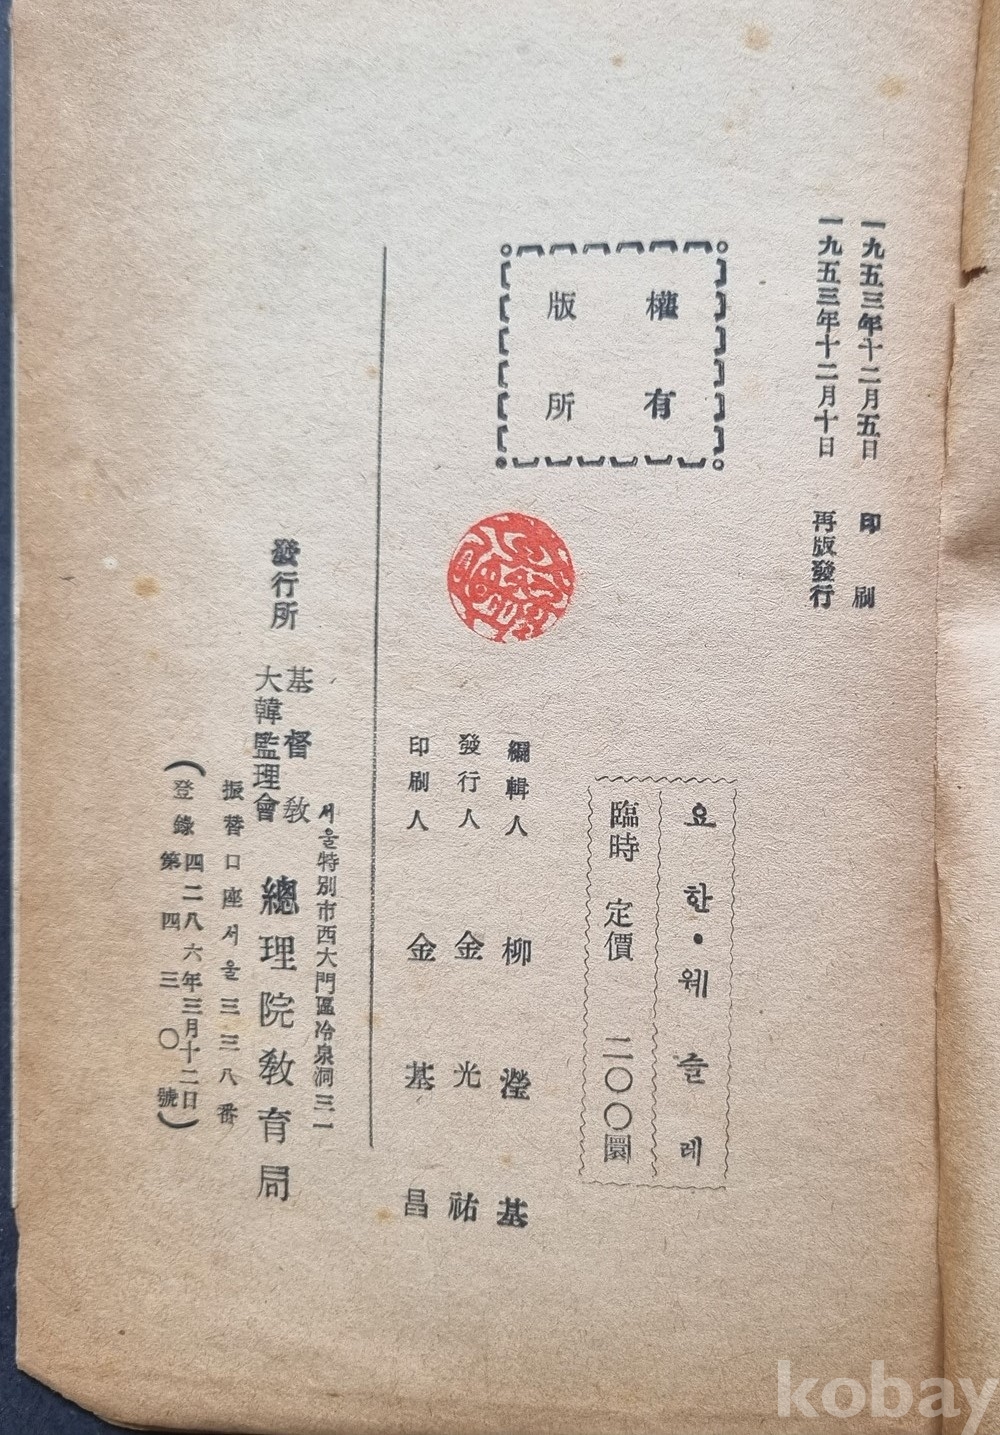 一九五三年十二月五日 印刷
一九五三年十二月十日 再版發行
權有
版所
요한・웨슬레
臨時 定價 二〇〇圜
編輯人 柳瀅基
發行人 金光祐
印刷人 金基昌
서울特別市西大門區冷泉洞三一
發行所 基督敎大韓監理會 總理院敎育局
振替口座서울三三八番
(登錄 四二八六年三月十二日
第四三〇號)
kobay